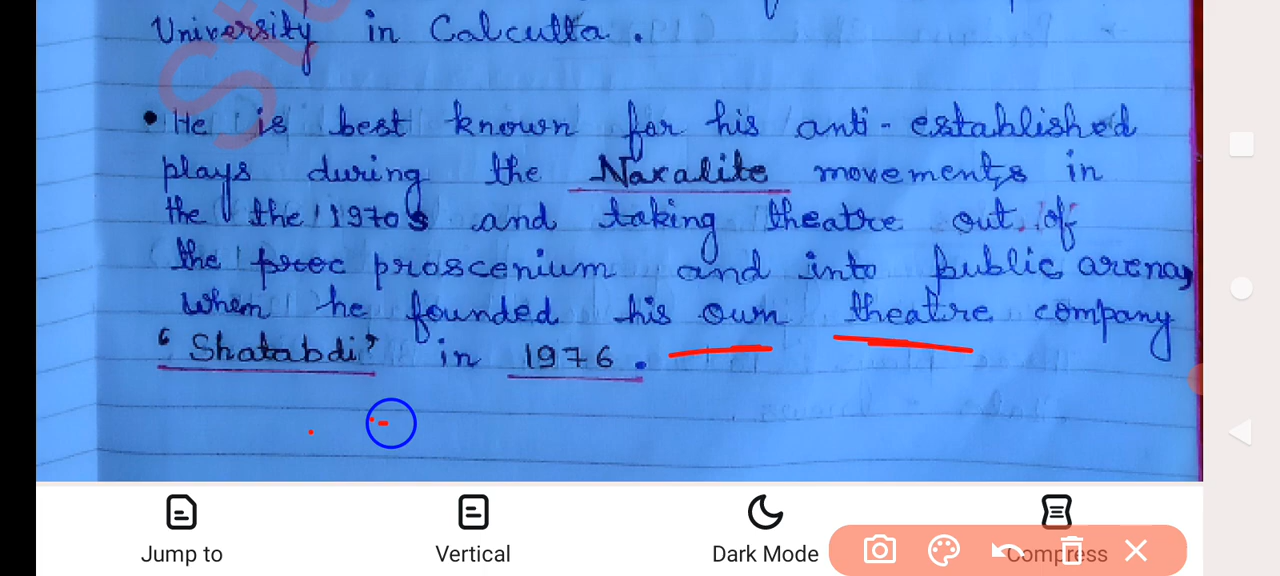 University in Calcutta.
• He is best known for his anti-established
plays during the Naxalite movements in
the the 1970s and taking theatre out of
the proc proscenium and into public arena,
when he founded his own theatre company
'Shatabdi' in 1976.
Jump to
Vertical
Dark Mode
Compress